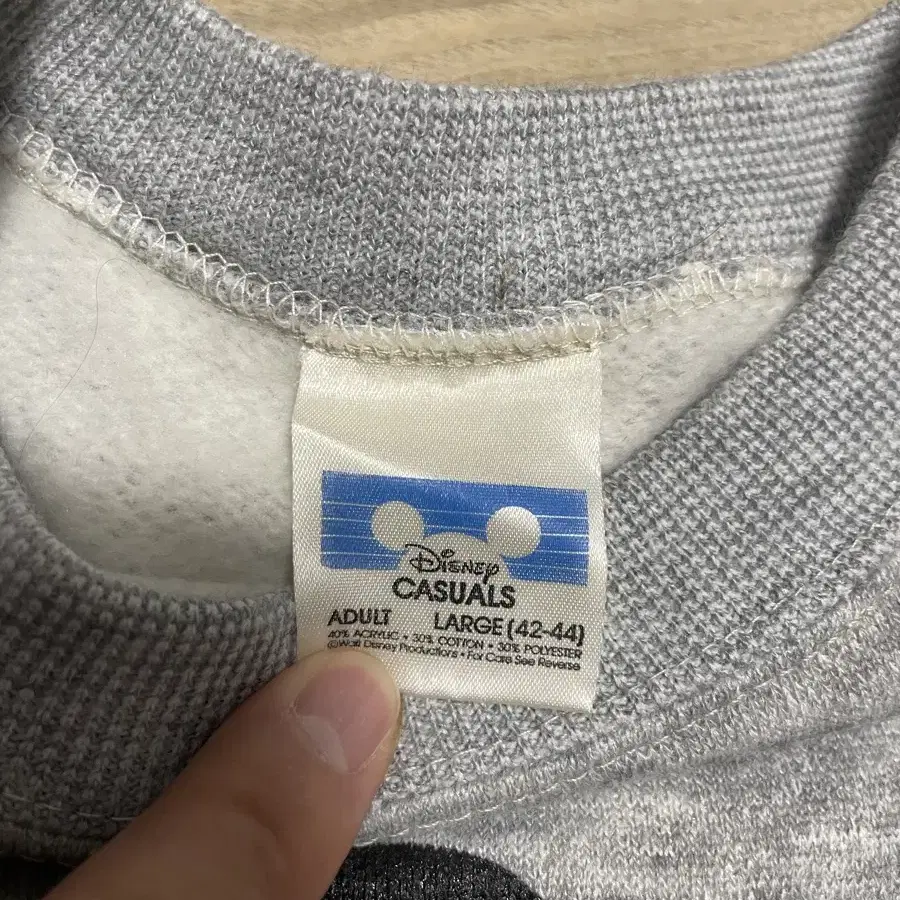 Disney
CASUALS
ADULT LARGE (42-44)
40% ACRYLIC • 30% COTTON • 30% POLYESTER
©Walt Disney Productions • For Care See Reverse